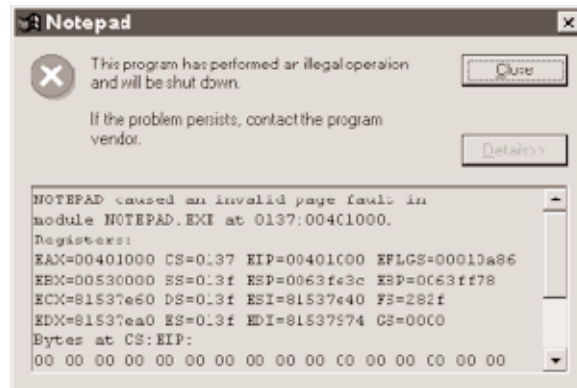 Notepad
This program has performed an illegal operation
and will be shut down.
If the problem persists, contact the program
vendor.
Close
Details>>
NOTEPAD caused an invalid page fault in
module NOTEPAD.EXE at 0137:00401000.
Registers:
EAX=00401000 CS=0137 EIP=00401000 EFLGS=00010a86
EBX=00530000 SS=013f ESP=0063fe3c EBP=0063ff78
ECX=81537e60 DS=013f ESI=81537e40 FS=282f
EDX=81537ea0 ES=013f EDI=81537974 GS=0000
Bytes at CS:EIP:
00 00 00 00 00 00 00 00 00 00 00 00 00 00 00 00